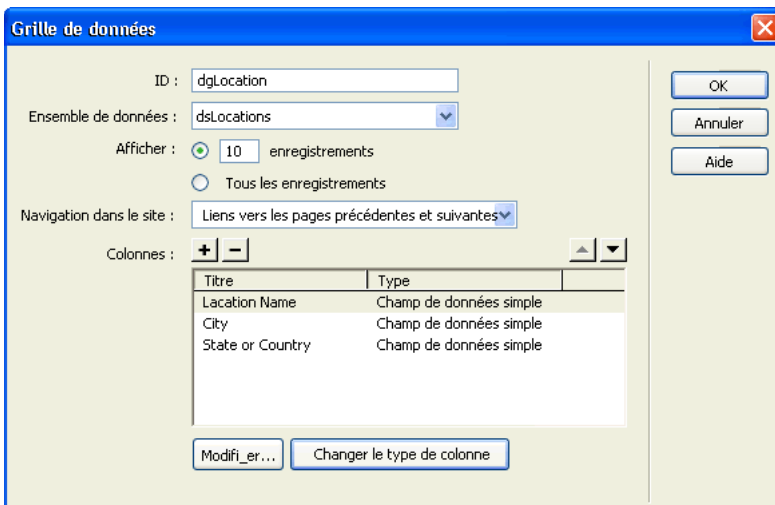 Grille de données
ID : dgLocation
OK
Ensemble de données : dsLocations
Annuler
Afficher : 10 enregistrements
Aide
Tous les enregistrements
Navigation dans le site : Liens vers les pages précédentes et suivantes
Colonnes : + −
Titre Type
Lacation Name Champ de données simple
City Champ de données simple
State or Country Champ de données simple
Modifi_er... Changer le type de colonne